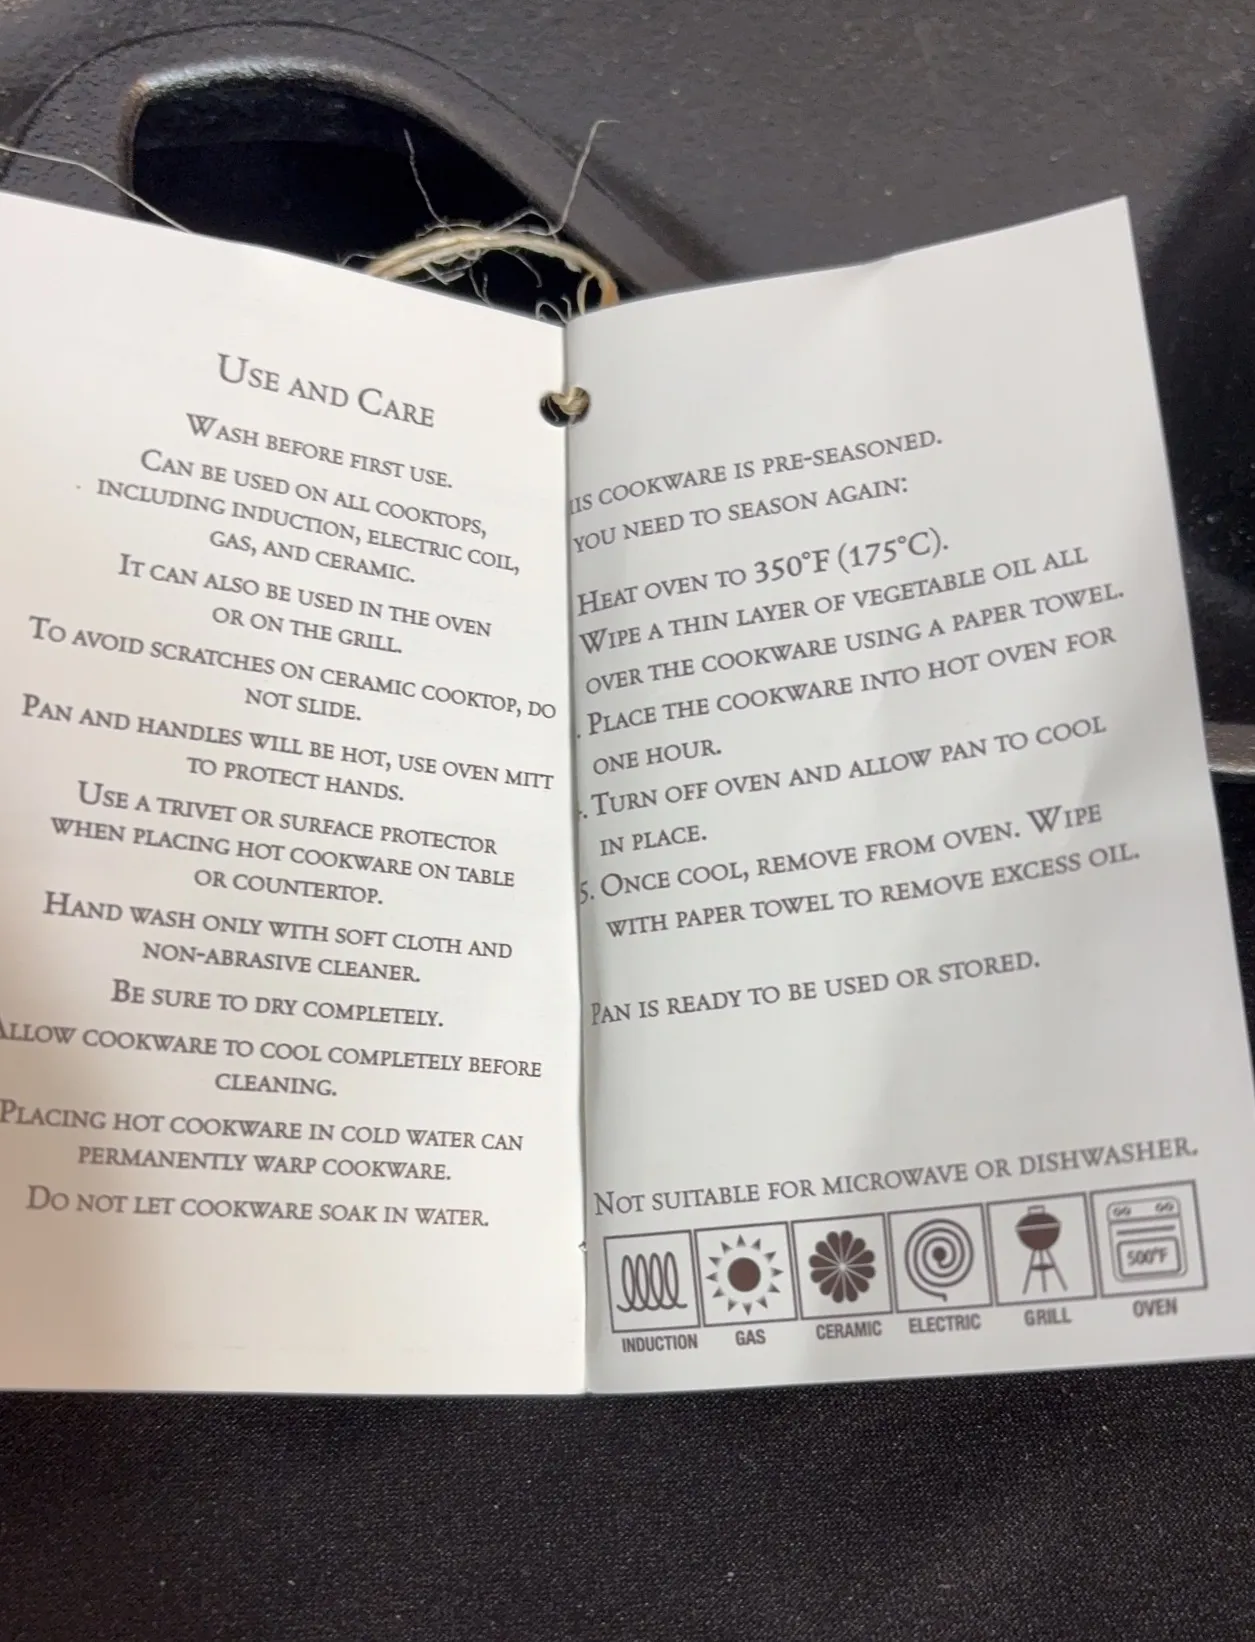 USE AND CARE
WASH BEFORE FIRST USE.
CAN BE USED ON ALL COOKTOPS,
INCLUDING INDUCTION, ELECTRIC COIL,
GAS, AND CERAMIC.
IT CAN ALSO BE USED IN THE OVEN
OR ON THE GRILL.
TO AVOID SCRATCHES ON CERAMIC COOKTOP, DO
NOT SLIDE.
PAN AND HANDLES WILL BE HOT, USE OVEN MITT
TO PROTECT HANDS.
USE A TRIVET OR SURFACE PROTECTOR
WHEN PLACING HOT COOKWARE ON TABLE
OR COUNTERTOP.
HAND WASH ONLY WITH SOFT CLOTH AND
NON-ABRASIVE CLEANER.
BE SURE TO DRY COMPLETELY.
ALLOW COOKWARE TO COOL COMPLETELY BEFORE
CLEANING.
PLACING HOT COOKWARE IN COLD WATER CAN
PERMANENTLY WARP COOKWARE.
DO NOT LET COOKWARE SOAK IN WATER.
HIS COOKWARE IS PRE-SEASONED.
YOU NEED TO SEASON AGAIN:
HEAT OVEN TO 350°F (175°C).
WIPE A THIN LAYER OF VEGETABLE OIL ALL
OVER THE COOKWARE USING A PAPER TOWEL.
. PLACE THE COOKWARE INTO HOT OVEN FOR
ONE HOUR.
. TURN OFF OVEN AND ALLOW PAN TO COOL
IN PLACE.
5. ONCE COOL, REMOVE FROM OVEN. WIPE
WITH PAPER TOWEL TO REMOVE EXCESS OIL.
PAN IS READY TO BE USED OR STORED.
NOT SUITABLE FOR MICROWAVE OR DISHWASHER.
500°F
INDUCTION GAS CERAMIC ELECTRIC GRILL OVEN